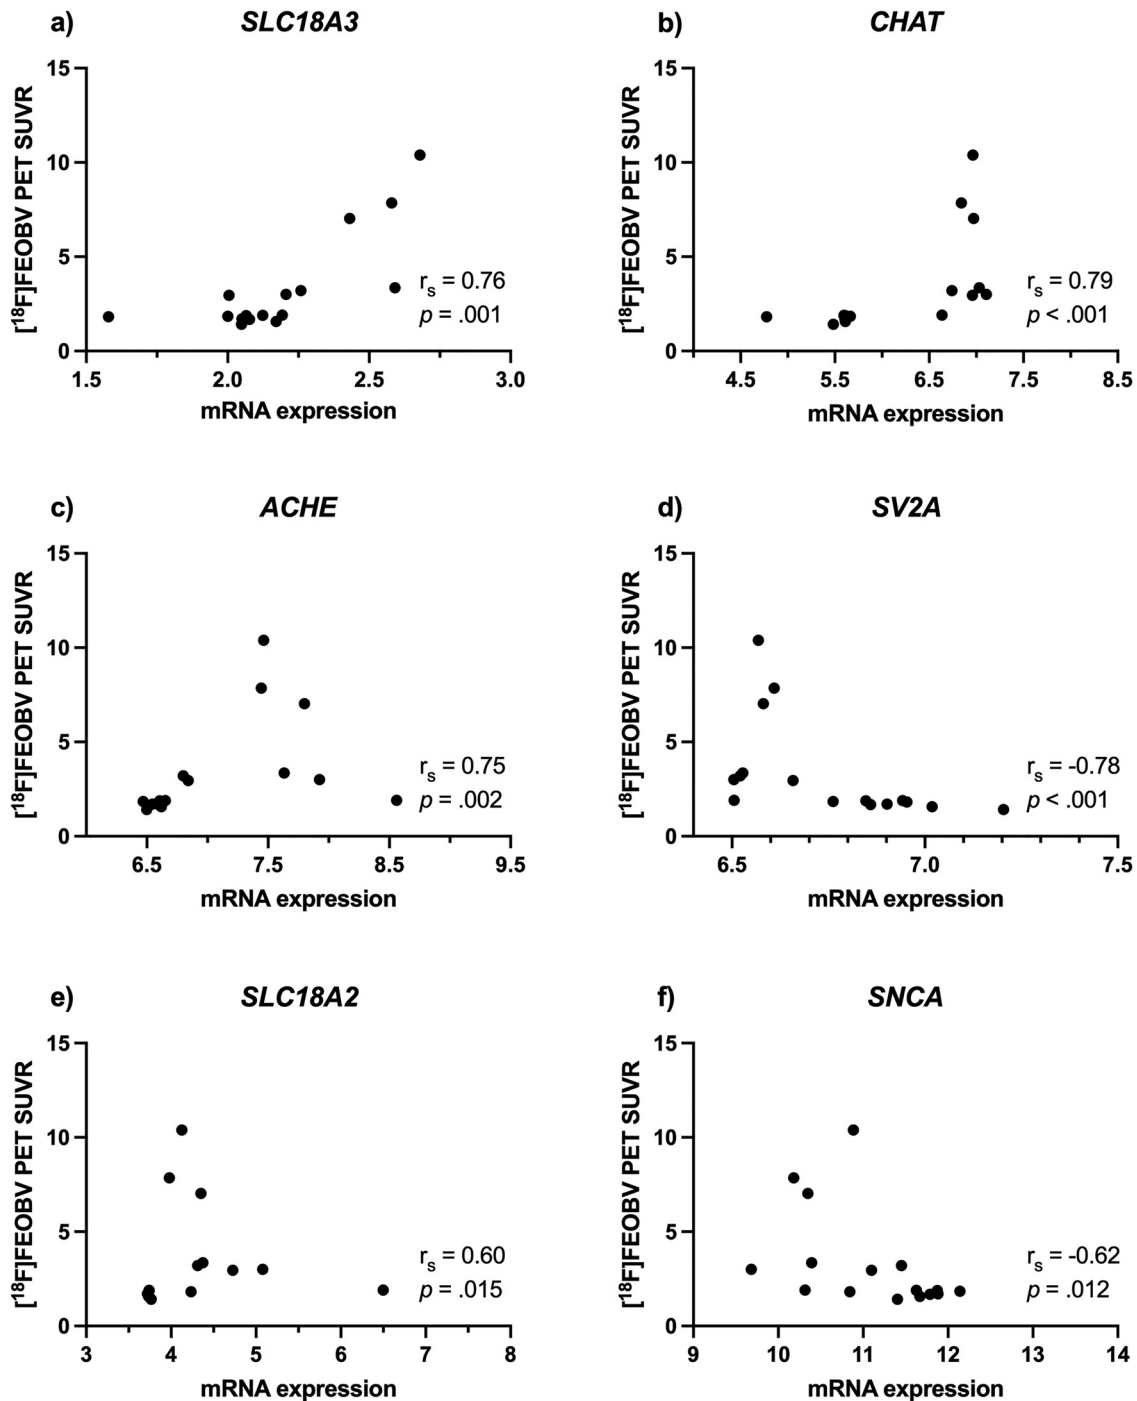 a) SLC18A3
15
10
5
0
[18F]FEOBV PET SUVR
rs = 0.76
p = .001
1.5 2.0 2.5 3.0
mRNA expression
b) CHAT
15
10
5
0
[18F]FEOBV PET SUVR
rs = 0.79
p < .001
4.5 5.5 6.5 7.5 8.5
mRNA expression
c) ACHE
15
10
5
0
[18F]FEOBV PET SUVR
rs = 0.75
p = .002
6.5 7.5 8.5 9.5
mRNA expression
d) SV2A
15
10
5
0
[18F]FEOBV PET SUVR
rs = -0.78
p < .001
6.5 7.0 7.5
mRNA expression
e) SLC18A2
15
10
5
0
[18F]FEOBV PET SUVR
rs = 0.60
p = .015
3 4 5 6 7 8
mRNA expression
f) SNCA
15
10
5
0
[18F]FEOBV PET SUVR
rs = -0.62
p = .012
9 10 11 12 13 14
mRNA expression